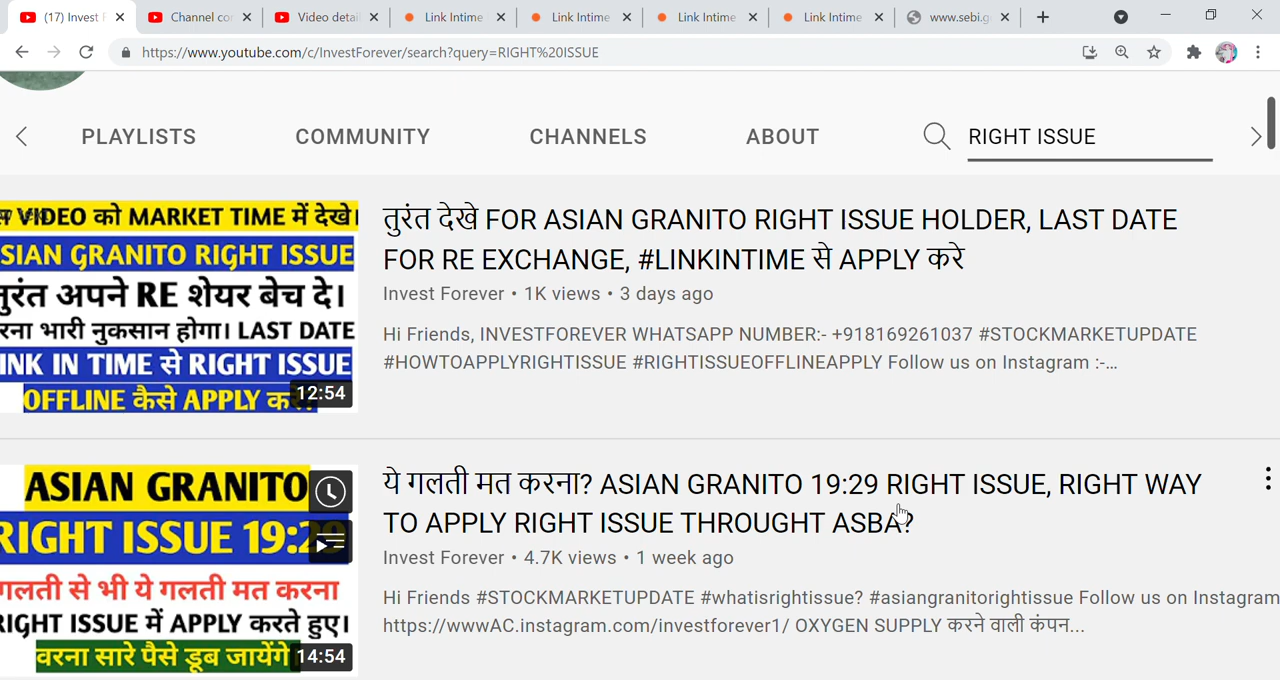 (17) Invest F
Channel co
Video detai
Link Intime
Link Intime
Link Intime
Link Intime
www.sebi.g
https://www.youtube.com/c/InvestForever/search?query=RIGHT%20ISSUE
PLAYLISTS
COMMUNITY
CHANNELS
ABOUT
RIGHT ISSUE
VIDEO को MARKET TIME में देखे।
SIAN GRANITO RIGHT ISSUE
तुरंत अपने RE शेयर बेच दे।
रना भारी नुकसान होगा। LAST DATE
INK IN TIME से RIGHT ISSUE
OFFLINE कैसे APPLY
12:54
तुरंत देखे FOR ASIAN GRANITO RIGHT ISSUE HOLDER, LAST DATE
FOR RE EXCHANGE, #LINKINTIME से APPLY करे
Invest Forever • 1K views • 3 days ago
Hi Friends, INVESTFOREVER WHATSAPP NUMBER:- +918169261037 #STOCKMARKETUPDATE
#HOWTOAPPLYRIGHTISSUE #RIGHTISSUEOFFLINEAPPLY Follow us on Instagram :-...
ASIAN GRANITO
RIGHT ISSUE 19:29
गलती से भी ये गलती मत करना
RIGHT ISSUE में APPLY करते हुए।
वरना सारे पैसे डूब जायेंगे
14:54
ये गलती मत करना? ASIAN GRANITO 19:29 RIGHT ISSUE, RIGHT WAY
TO APPLY RIGHT ISSUE THROUGHT ASBA?
Invest Forever • 4.7K views • 1 week ago
Hi Friends #STOCKMARKETUPDATE #whatisrightissue? #asiangranitorightissue Follow us on Instagram
https://wwwAC.instagram.com/investforever1/ OXYGEN SUPPLY करने वाली कंपन...